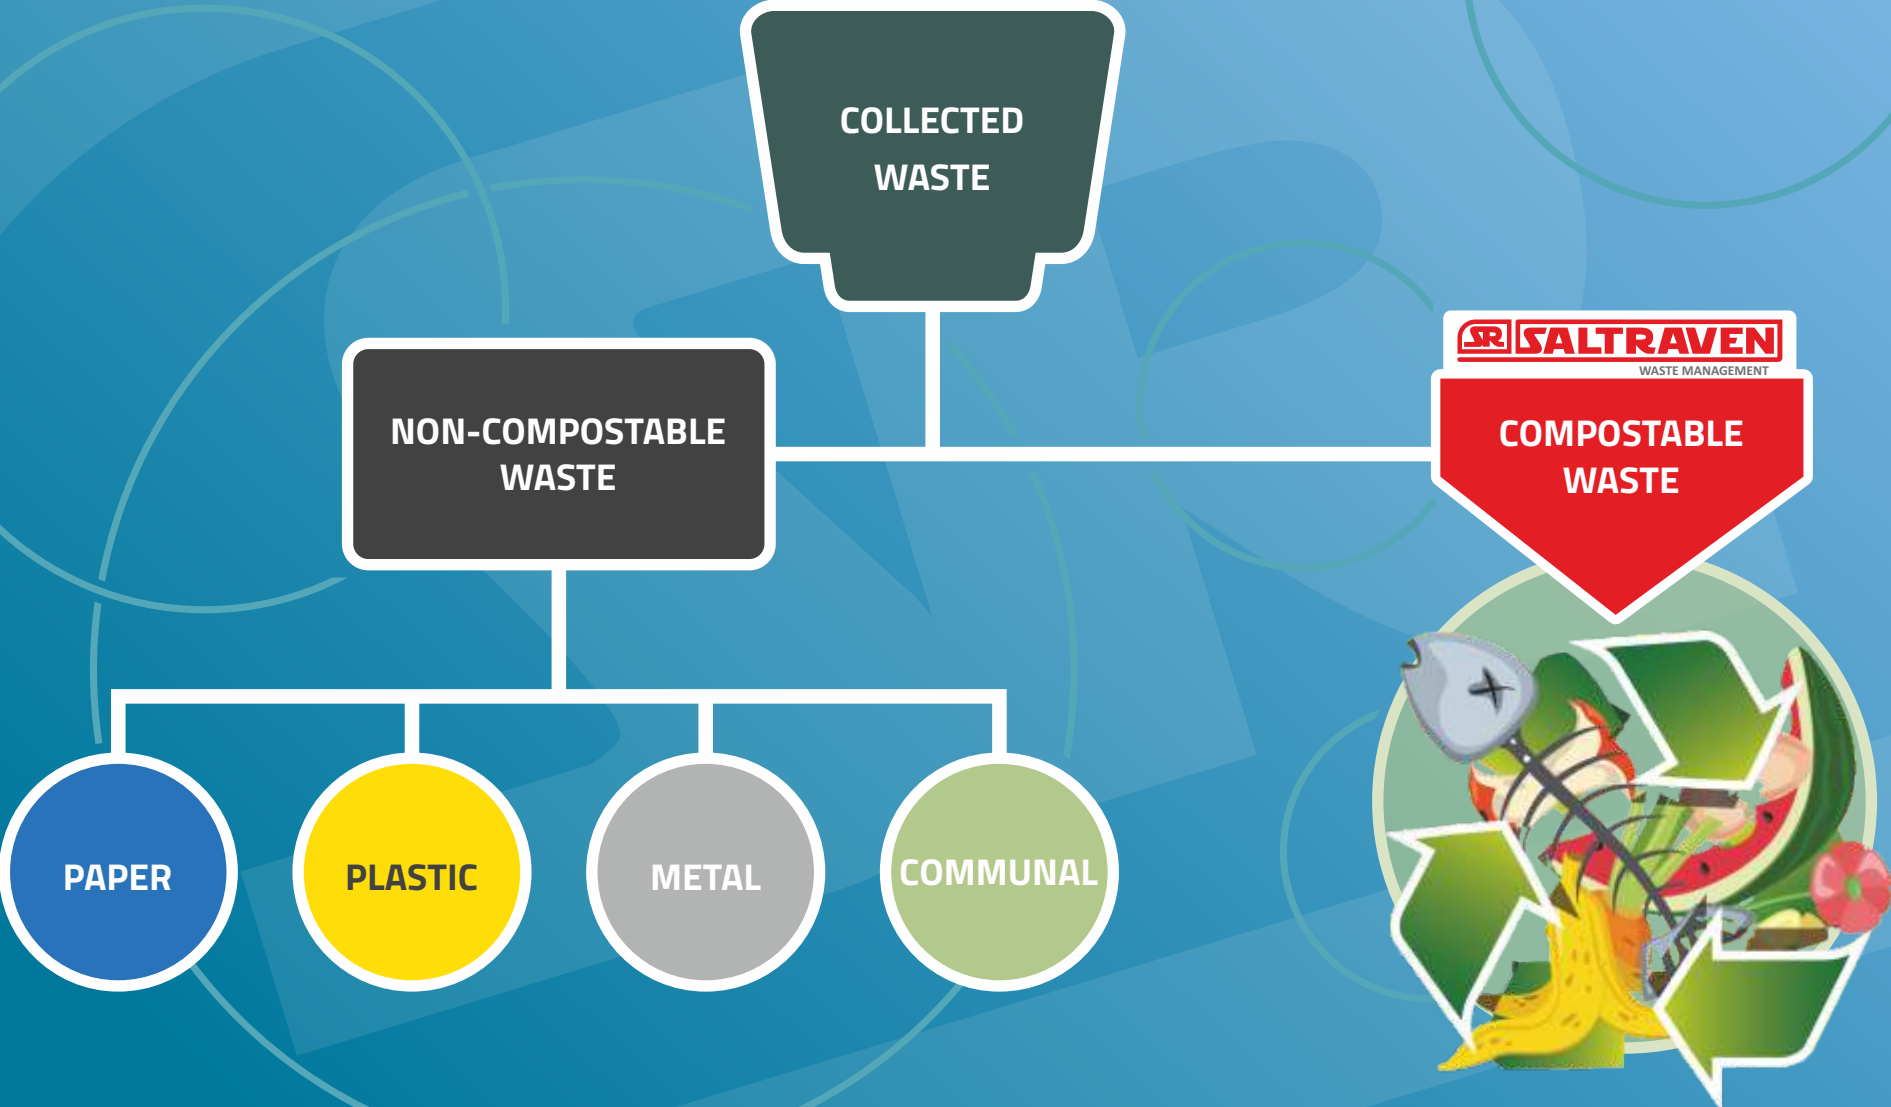 COLLECTED
WASTE
SR SALTRAVEN
WASTE MANAGEMENT
NON-COMPOSTABLE
WASTE
COMPOSTABLE
WASTE
PAPER
PLASTIC
METAL
COMMUNAL